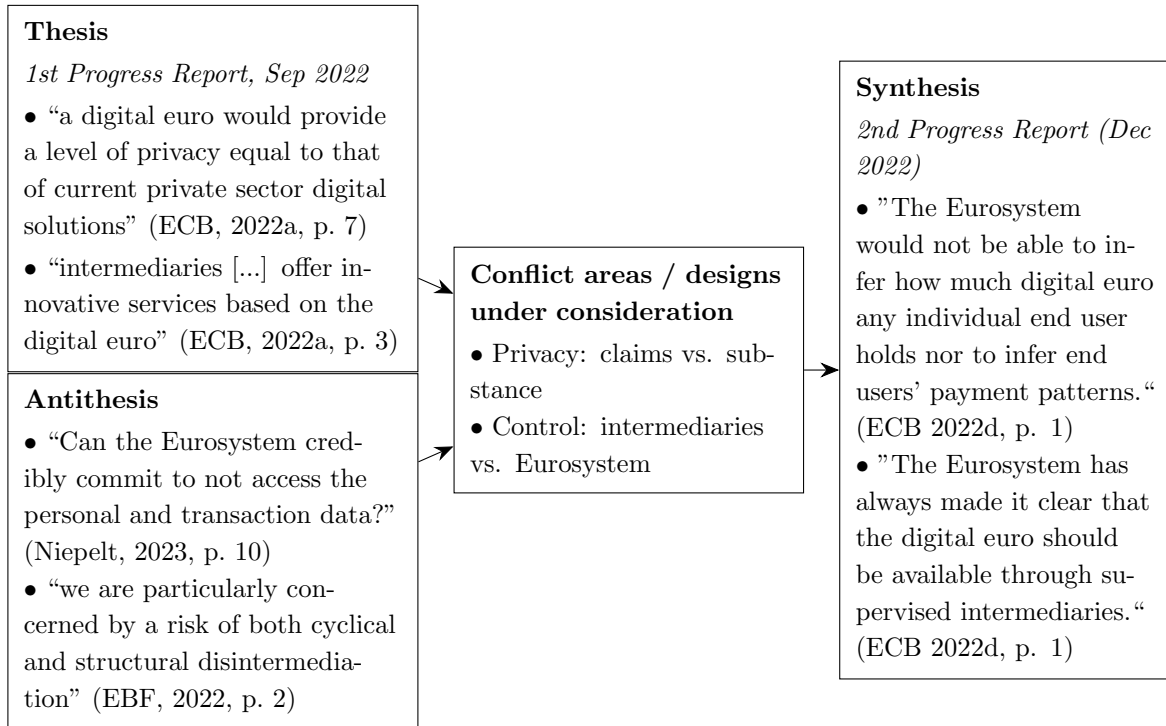 Thesis
1st Progress Report, Sep 2022
• “a digital euro would provide
a level of privacy equal to that
of current private sector digital
solutions” (ECB, 2022a, p. 7)
• “intermediaries [...] offer in-
novative services based on the
digital euro” (ECB, 2022a, p. 3)
Antithesis
• “Can the Eurosystem cred-
ibly commit to not access the
personal and transaction data?”
(Niepelt, 2023, p. 10)
• “we are particularly con-
cerned by a risk of both cyclical
and structural disintermedia-
tion” (EBF, 2022, p. 2)
Conflict areas / designs
under consideration
• Privacy: claims vs. sub-
stance
• Control: intermediaries
vs. Eurosystem
Synthesis
2nd Progress Report (Dec
2022)
• ”The Eurosystem
would not be able to in-
fer how much digital euro
any individual end user
holds nor to infer end
users’ payment patterns.“
(ECB 2022d, p. 1)
• ”The Eurosystem has
always made it clear that
the digital euro should
be available through su-
pervised intermediaries.“
(ECB 2022d, p. 1)